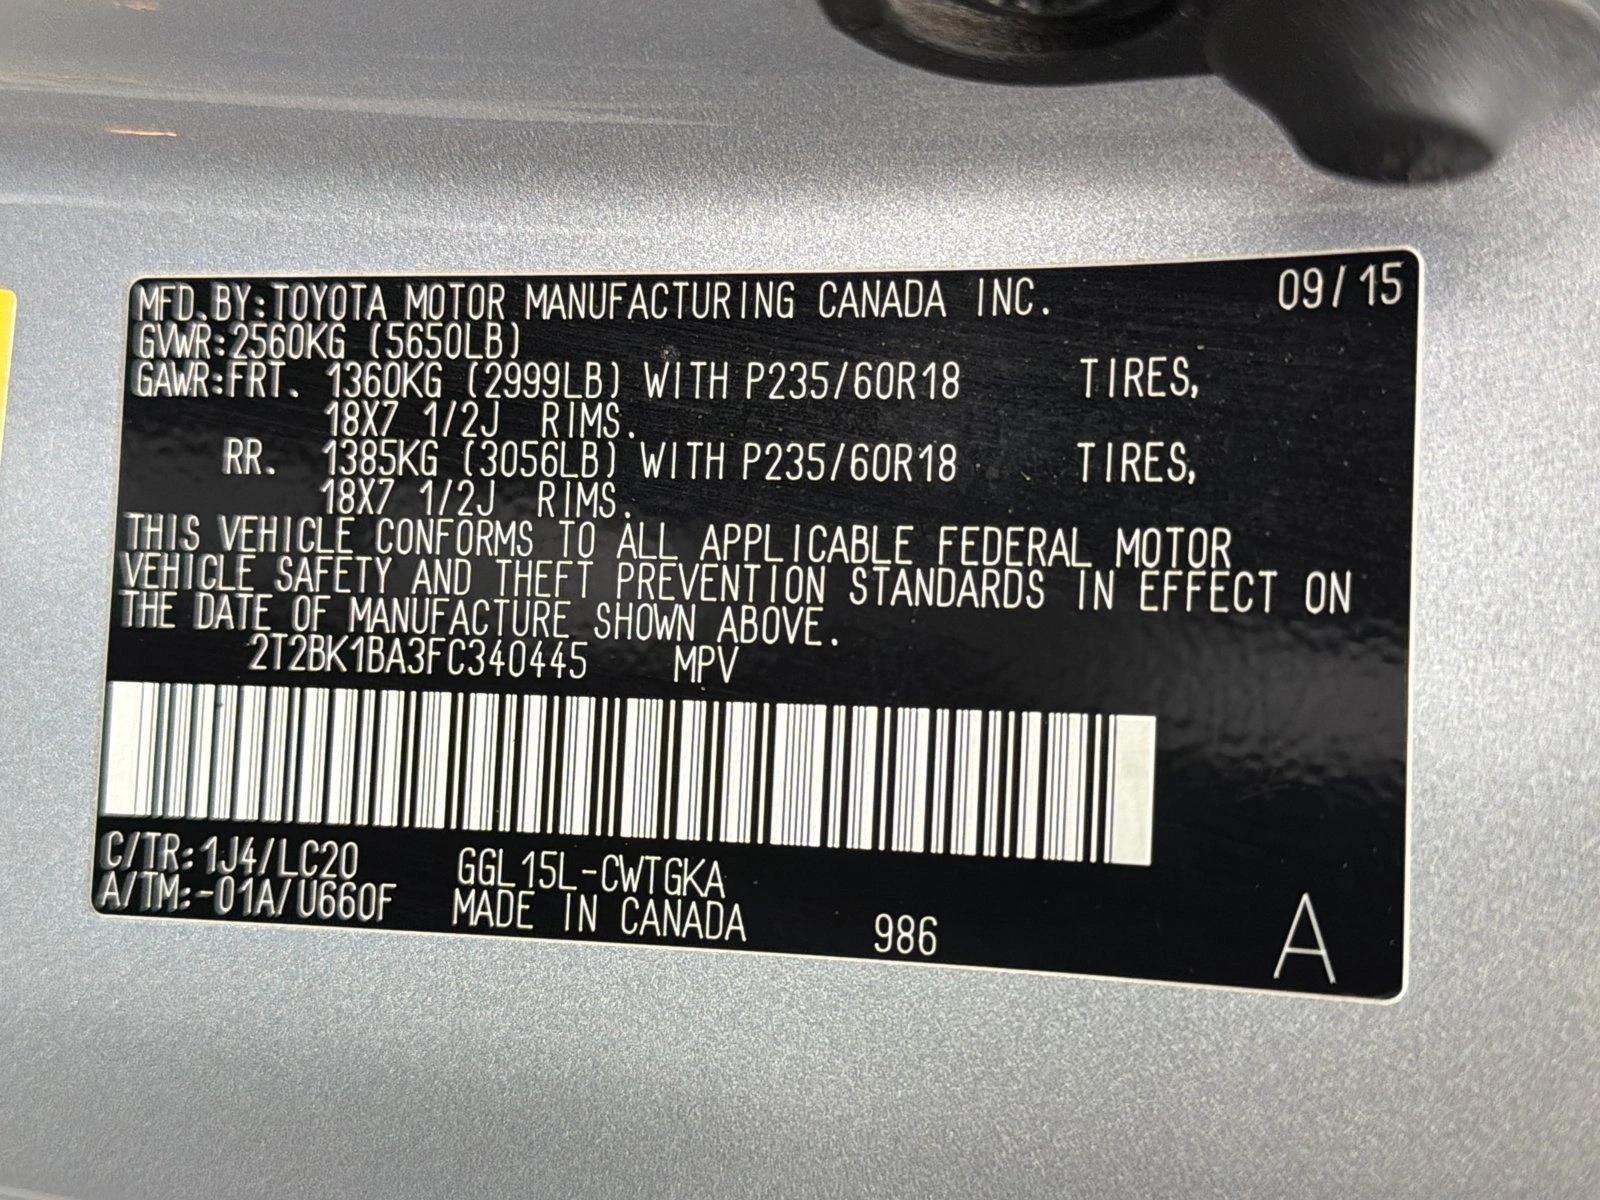 MFD.BY:TOYOTA MOTOR MANUFACTURING CANADA INC. 09/15
GVWR:2560KG (5650LB)
GAWR:FRT. 1360KG (2999LB) WITH P235/60R18 TIRES,
18X7 1/2J RIMS.
RR. 1385KG (3056LB) WITH P235/60R18 TIRES,
18X7 1/2J RIMS.
THIS VEHICLE CONFORMS TO ALL APPLICABLE FEDERAL MOTOR
VEHICLE SAFETY AND THEFT PREVENTION STANDARDS IN EFFECT ON
THE DATE OF MANUFACTURE SHOWN ABOVE.
2T2BK1BA3FC340445 MPV
C/TR:1J4/LC20 GGL15L-CWTGKA
A/TM:-01A/U660F MADE IN CANADA 986 A